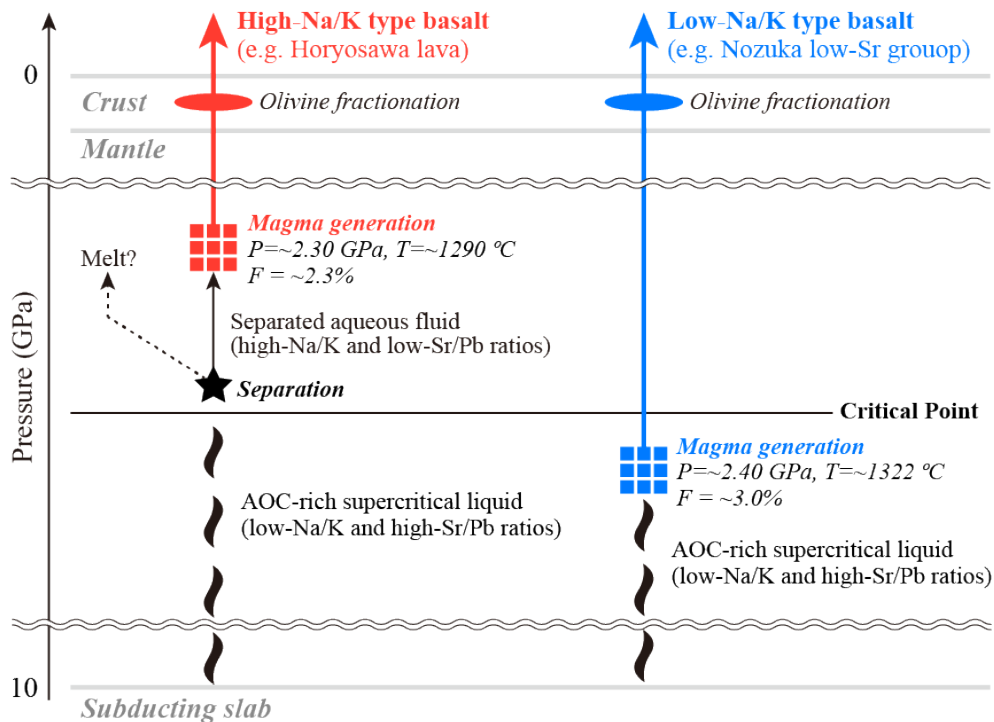 High-Na/K type basalt
(e.g. Horyosawa lava)
Low-Na/K type basalt
(e.g. Nozuka low-Sr grouop)
0
Crust
Olivine fractionation
Olivine fractionation
Mantle
Magma generation
P=~2.30 GPa, T=~1290 ºC
F = ~2.3%
Melt?
Separated aqueous fluid
(high-Na/K and low-Sr/Pb ratios)
Pressure (GPa)
Separation
Critical Point
Magma generation
P=~2.40 GPa, T=~1322 ºC
F = ~3.0%
AOC-rich supercritical liquid
(low-Na/K and high-Sr/Pb ratios)
AOC-rich supercritical liquid
(low-Na/K and high-Sr/Pb ratios)
10
Subducting slab